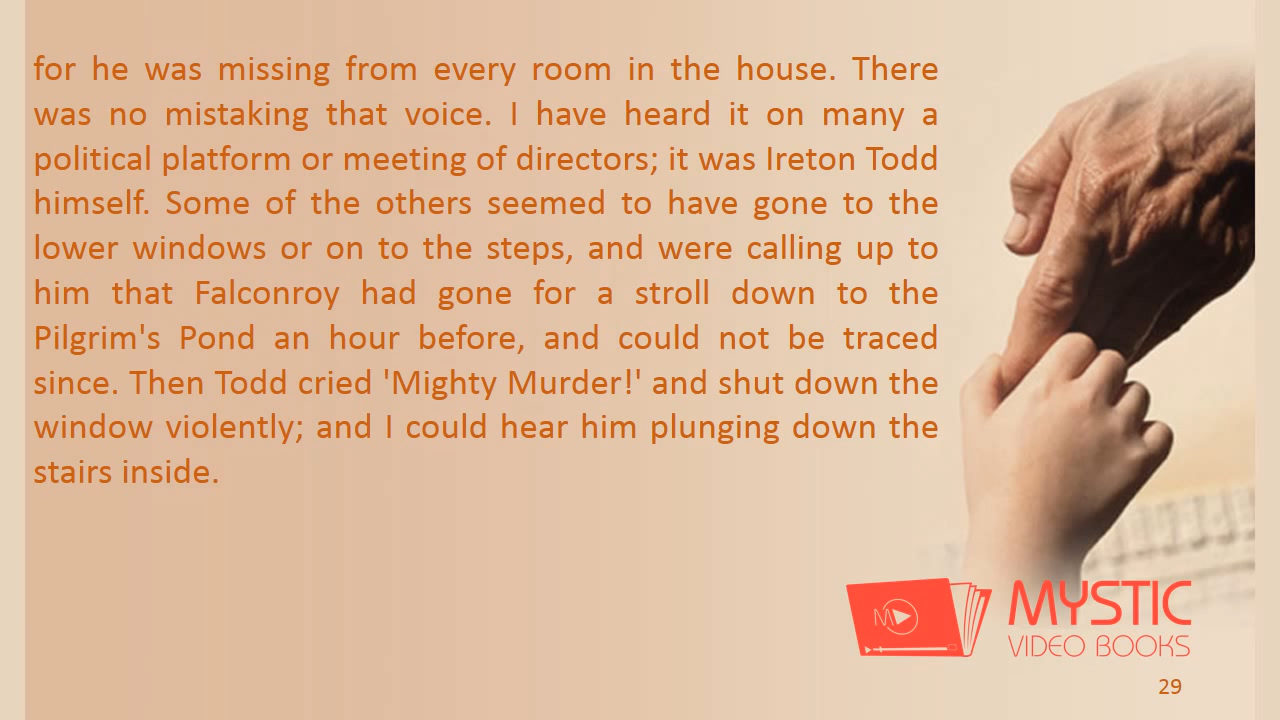 for he was missing from every room in the house. There
was no mistaking that voice. I have heard it on many a
political platform or meeting of directors; it was Ireton Todd
himself. Some of the others seemed to have gone to the
lower windows or on to the steps, and were calling up to
him that Falconroy had gone for a stroll down to the
Pilgrim's Pond an hour before, and could not be traced
since. Then Todd cried 'Mighty Murder!' and shut down the
window violently; and I could hear him plunging down the
stairs inside.
M
MYSTIC
VIDEO BOOKS
29